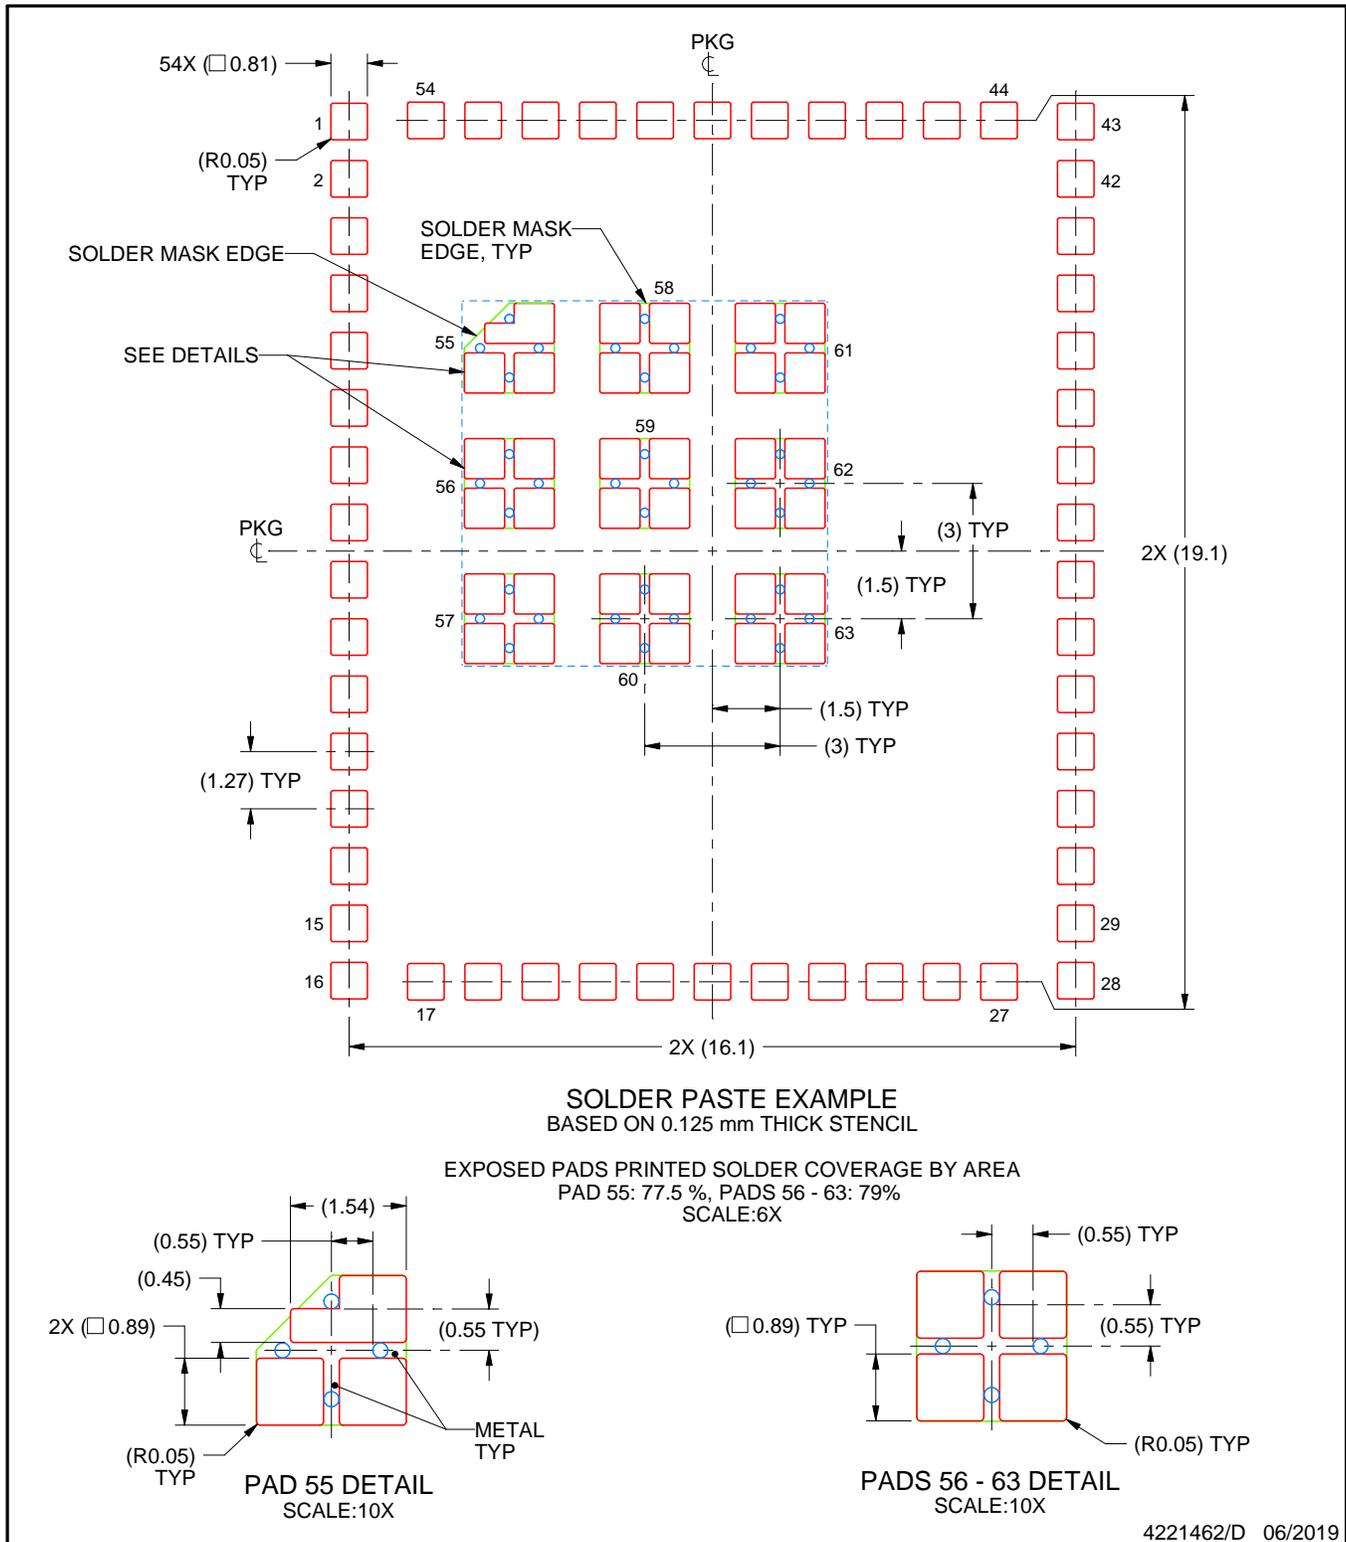 PKG
℄
54X (□ 0.81)
54
44
1
43
(R0.05)
TYP
2
42
SOLDER MASK
EDGE, TYP
SOLDER MASK EDGE
58
55
61
SEE DETAILS
59
62
56
(3) TYP
PKG
℄
2X (19.1)
(1.5) TYP
57
63
60
(1.5) TYP
(3) TYP
(1.27) TYP
15
29
16
28
17
27
2X (16.1)
SOLDER PASTE EXAMPLE
BASED ON 0.125 mm THICK STENCIL
EXPOSED PADS PRINTED SOLDER COVERAGE BY AREA
PAD 55: 77.5 %, PADS 56 - 63: 79%
SCALE:6X
(1.54)
(0.55) TYP
(0.45)
2X (□ 0.89)
(0.55 TYP)
METAL
TYP
(R0.05)
TYP
PAD 55 DETAIL
SCALE:10X
(0.55) TYP
(□ 0.89) TYP
(0.55) TYP
(R0.05) TYP
PADS 56 - 63 DETAIL
SCALE:10X
4221462/D 06/2019